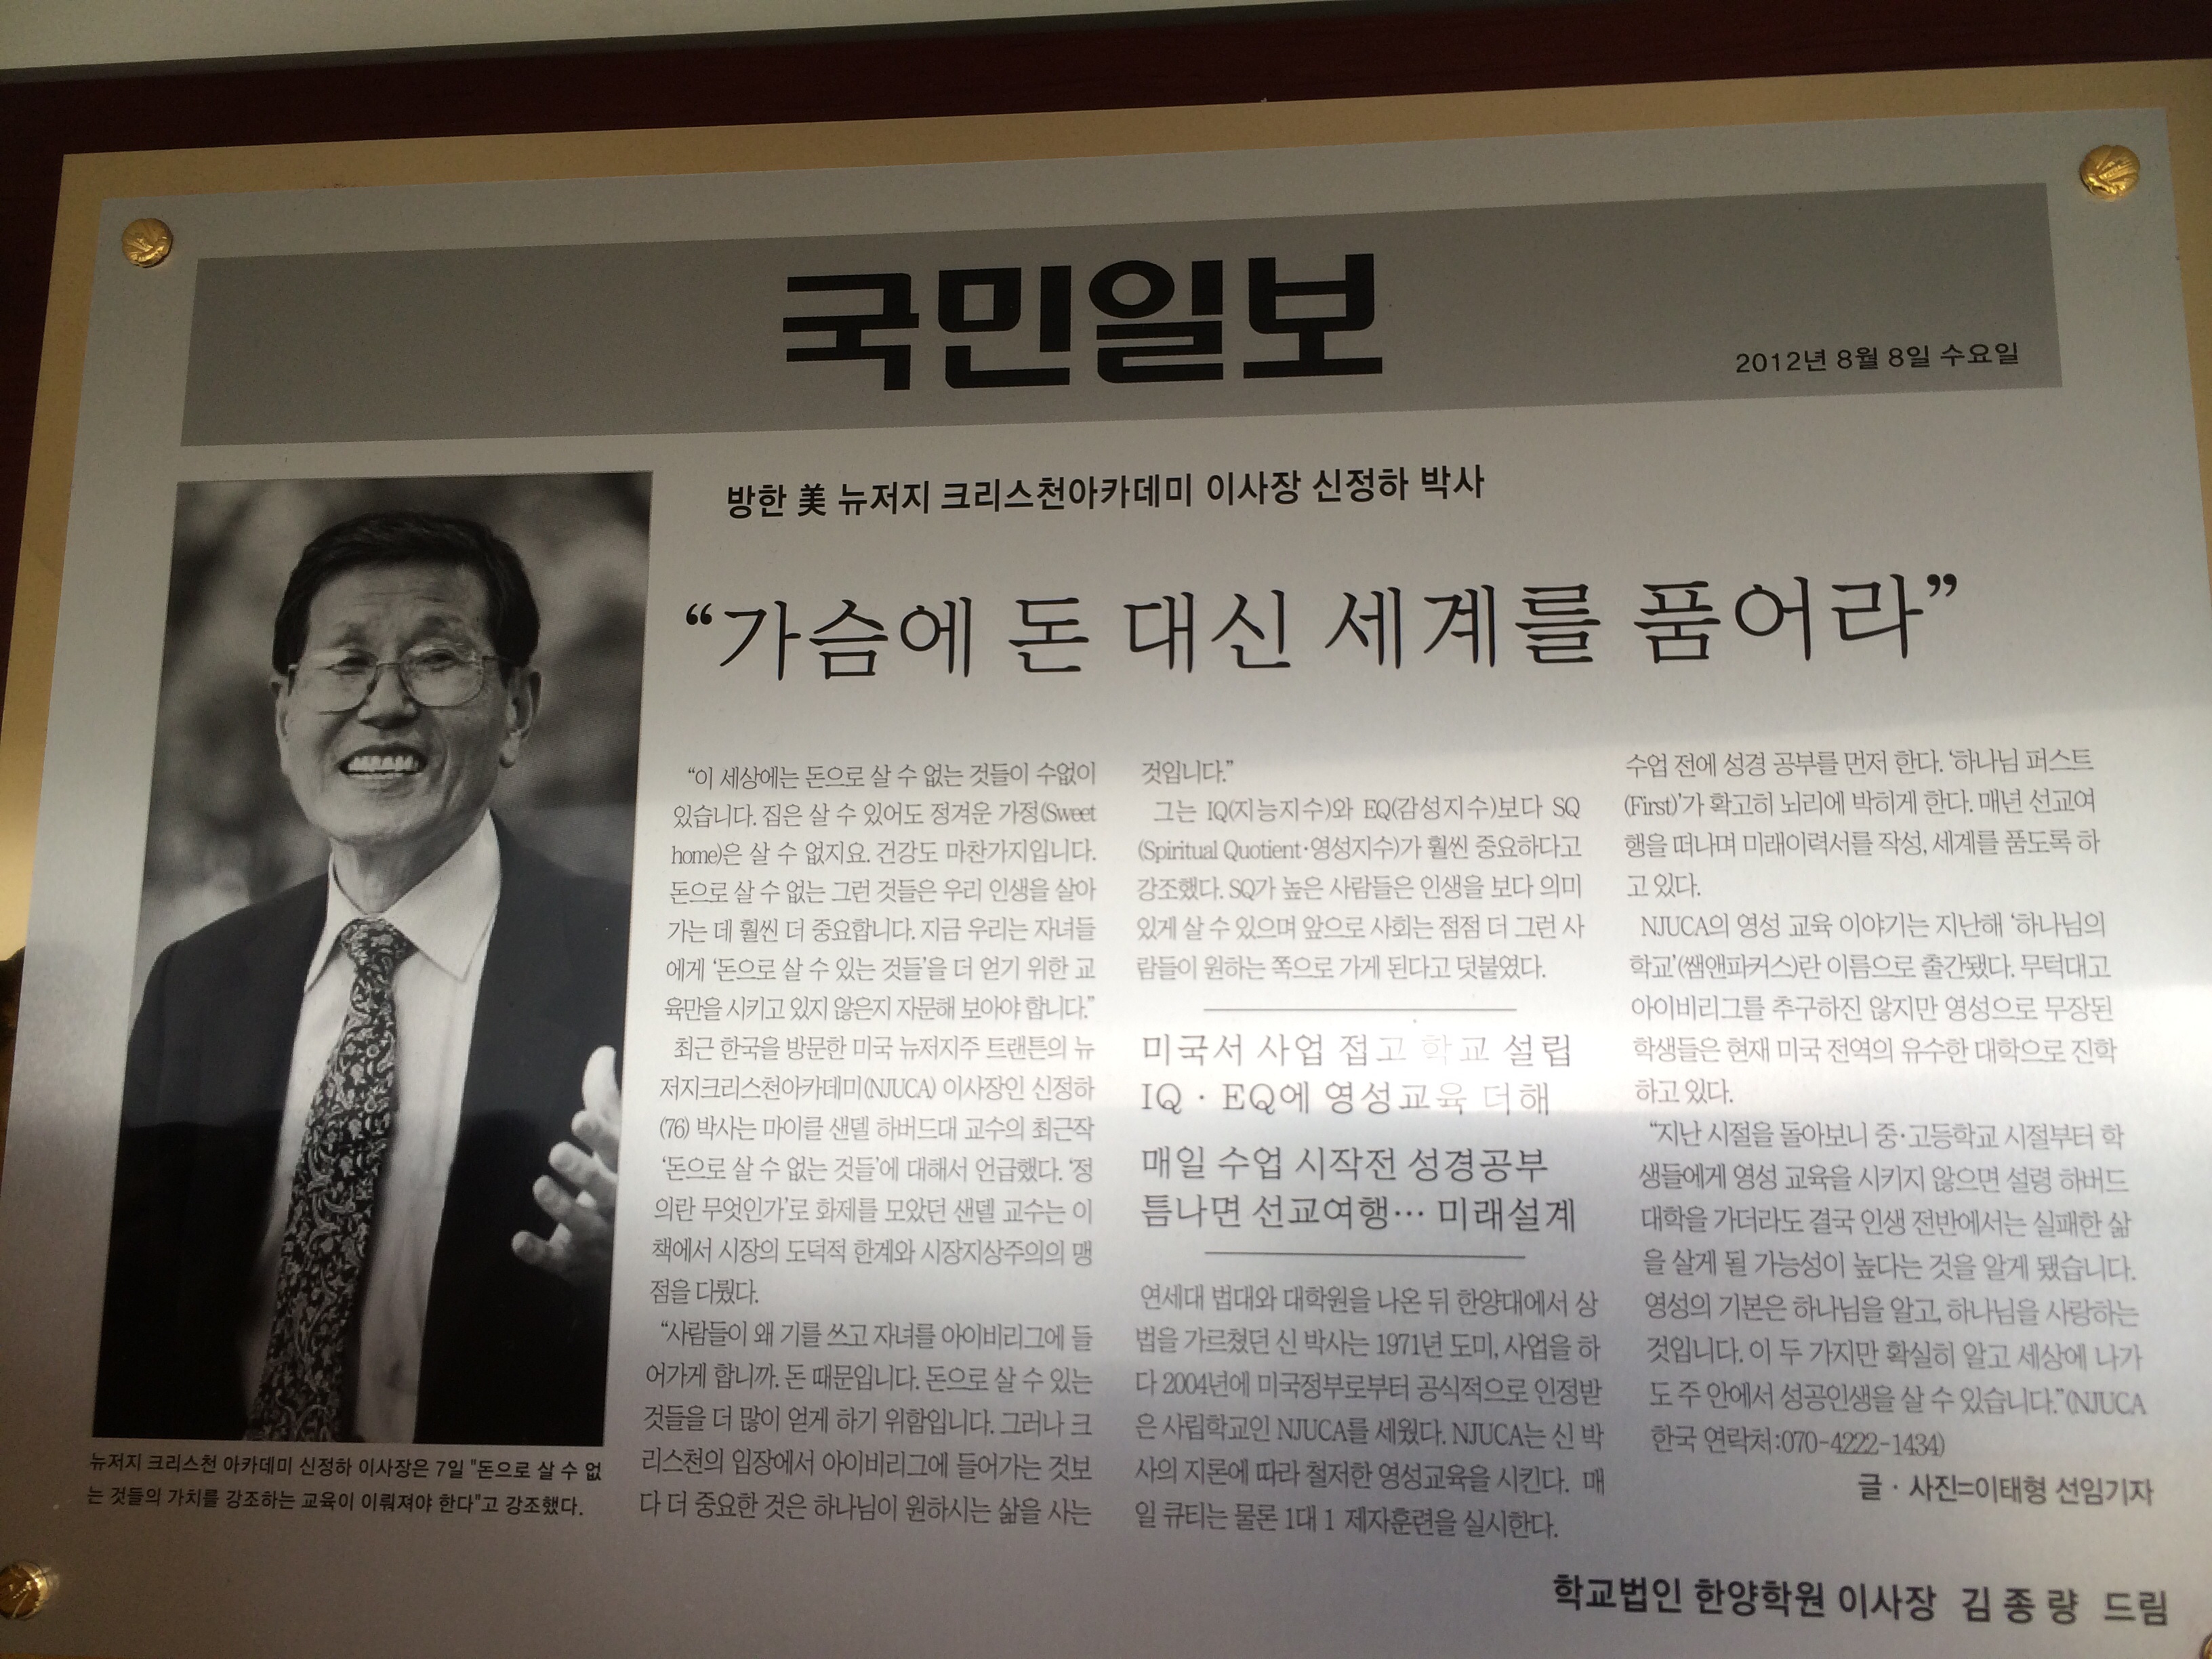 국민일보
2012년 8월 8일 수요일
방한 美 뉴저지 크리스천아카데미 이사장 신정하 박사
“가슴에 돈 대신 세계를 품어라”
“이 세상에는 돈으로 살 수 없는 것들이 수없이
있습니다. 집은 살 수 있어도 정겨운 가정(Sweet
home)은 살 수 없지요. 건강도 마찬가지입니다.
돈으로 살 수 없는 그런 것들은 우리 인생을 살아
가는 데 훨씬 더 중요합니다. 지금 우리는 자녀들
에게 ‘돈으로 살 수 있는 것들’을 더 얻기 위한 교
육만을 시키고 있지 않은지 자문해 보아야 합니다.”
최근 한국을 방문한 미국 뉴저지주 트랜튼의 뉴
저지크리스천아카데미(NJUCA) 이사장인 신정하
(76) 박사는 마이클 샌델 하버드대 교수의 최근작
‘돈으로 살 수 없는 것들’에 대해서 언급했다. ‘정
의란 무엇인가’로 화제를 모았던 샌델 교수는 이
책에서 시장의 도덕적 한계와 시장지상주의의 맹
점을 다뤘다.
“사람들이 왜 기를 쓰고 자녀를 아이비리그에 들
어가게 합니까. 돈 때문입니다. 돈으로 살 수 있는
것들을 더 많이 얻게 하기 위함입니다. 그러나 크
리스천의 입장에서 아이비리그에 들어가는 것보
다 더 중요한 것은 하나님이 원하시는 삶을 사는
것입니다.”
그는 IQ(지능지수)와 EQ(감성지수)보다 SQ
(Spiritual Quotient·영성지수)가 훨씬 중요하다고
강조했다. SQ가 높은 사람들은 인생을 보다 의미
있게 살 수 있으며 앞으로 사회는 점점 더 그런 사
람들이 원하는 쪽으로 가게 된다고 덧붙였다.
미국서 사업 접고 학교 설립
IQ · EQ에 영성교육 더해
매일 수업 시작전 성경공부
틈나면 선교여행… 미래설계
연세대 법대와 대학원을 나온 뒤 한양대에서 상
법을 가르쳤던 신 박사는 1971년 도미, 사업을 하
다 2004년에 미국정부로부터 공식적으로 인정받
은 사립학교인 NJUCA를 세웠다. NJUCA는 신 박
사의 지론에 따라 철저한 영성교육을 시킨다. 매
일 큐티는 물론 1대 1 제자훈련을 실시한다.
수업 전에 성경 공부를 먼저 한다. ‘하나님 퍼스트
(First)’가 확고히 뇌리에 박히게 한다. 매년 선교여
행을 떠나며 미래이력서를 작성, 세계를 품도록 하
고 있다.
NJUCA의 영성 교육 이야기는 지난해 ‘하나님의
학교’(쌤앤파커스)란 이름으로 출간됐다. 무턱대고
아이비리그를 추구하진 않지만 영성으로 무장된
학생들은 현재 미국 전역의 유수한 대학으로 진학
하고 있다.
“지난 시절을 돌아보니 중·고등학교 시절부터 학
생들에게 영성 교육을 시키지 않으면 설령 하버드
대학을 가더라도 결국 인생 전반에서는 실패한 삶
을 살게 될 가능성이 높다는 것을 알게 됐습니다.
영성의 기본은 하나님을 알고, 하나님을 사랑하는
것입니다. 이 두 가지만 확실히 알고 세상에 나가
도 주 안에서 성공인생을 살 수 있습니다.”(NJUCA
한국 연락처:070-4222-1434)
글 · 사진=이태형 선임기자
뉴저지 크리스천 아카데미 신정하 이사장은 7일 "돈으로 살 수 없
는 것들의 가치를 강조하는 교육이 이뤄져야 한다"고 강조했다.
학교법인 한양학원 이사장 김 종 량 드림